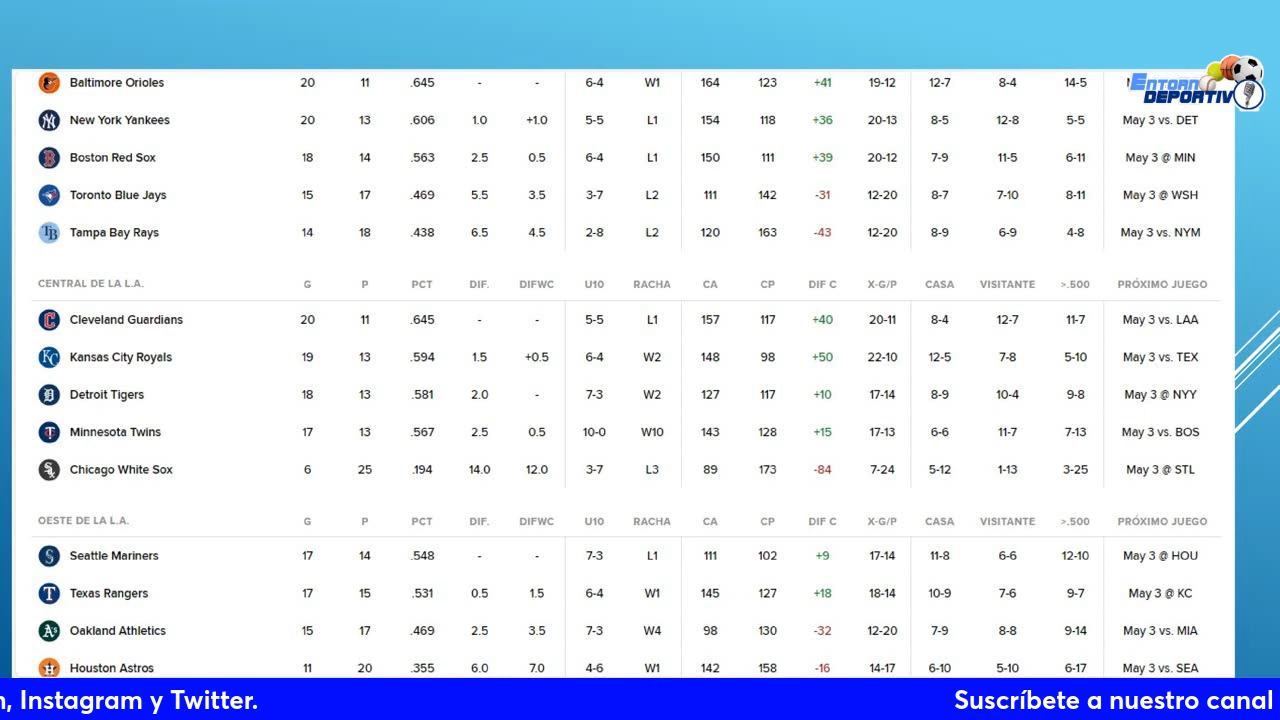 Baltimore Orioles 20 11 .645 - - 6-4 W1 164 123 +41 19-12 12-7 8-4 14-5
ENTORNO
DEPORTIVO
New York Yankees 20 13 .606 1.0 +1.0 5-5 L1 154 118 +36 20-13 8-5 12-8 5-5 May 3 vs. DET
Boston Red Sox 18 14 .563 2.5 0.5 6-4 L1 150 111 +39 20-12 7-9 11-5 6-11 May 3 @ MIN
Toronto Blue Jays 15 17 .469 5.5 3.5 3-7 L2 111 142 -31 12-20 8-7 7-10 8-11 May 3 @ WSH
Tampa Bay Rays 14 18 .438 6.5 4.5 2-8 L2 120 163 -43 12-20 8-9 6-9 4-8 May 3 vs. NYM
CENTRAL DE LA L.A. G P PCT DIF. DIFWC U10 RACHA CA CP DIF C X-G/P CASA VISITANTE >.500 PRÓXIMO JUEGO
Cleveland Guardians 20 11 .645 - - 5-5 L1 157 117 +40 20-11 8-4 12-7 11-7 May 3 vs. LAA
Kansas City Royals 19 13 .594 1.5 +0.5 6-4 W2 148 98 +50 22-10 12-5 7-8 5-10 May 3 vs. TEX
Detroit Tigers 18 13 .581 2.0 - 7-3 W2 127 117 +10 17-14 8-9 10-4 9-8 May 3 @ NYY
Minnesota Twins 17 13 .567 2.5 0.5 10-0 W10 143 128 +15 17-13 6-6 11-7 7-13 May 3 vs. BOS
Chicago White Sox 6 25 .194 14.0 12.0 3-7 L3 89 173 -84 7-24 5-12 1-13 3-25 May 3 @ STL
OESTE DE LA L.A. G P PCT DIF. DIFWC U10 RACHA CA CP DIF C X-G/P CASA VISITANTE >.500 PRÓXIMO JUEGO
Seattle Mariners 17 14 .548 - - 7-3 L1 111 102 +9 17-14 11-8 6-6 12-10 May 3 @ HOU
Texas Rangers 17 15 .531 0.5 1.5 6-4 W1 145 127 +18 18-14 10-9 7-6 9-7 May 3 @ KC
Oakland Athletics 15 17 .469 2.5 3.5 7-3 W4 98 130 -32 12-20 7-9 8-8 9-14 May 3 vs. MIA
Houston Astros 11 20 .355 6.0 7.0 4-6 W1 142 158 -16 14-17 6-10 5-10 6-17 May 3 vs. SEA
, Instagram y Twitter. Suscríbete a nuestro canal